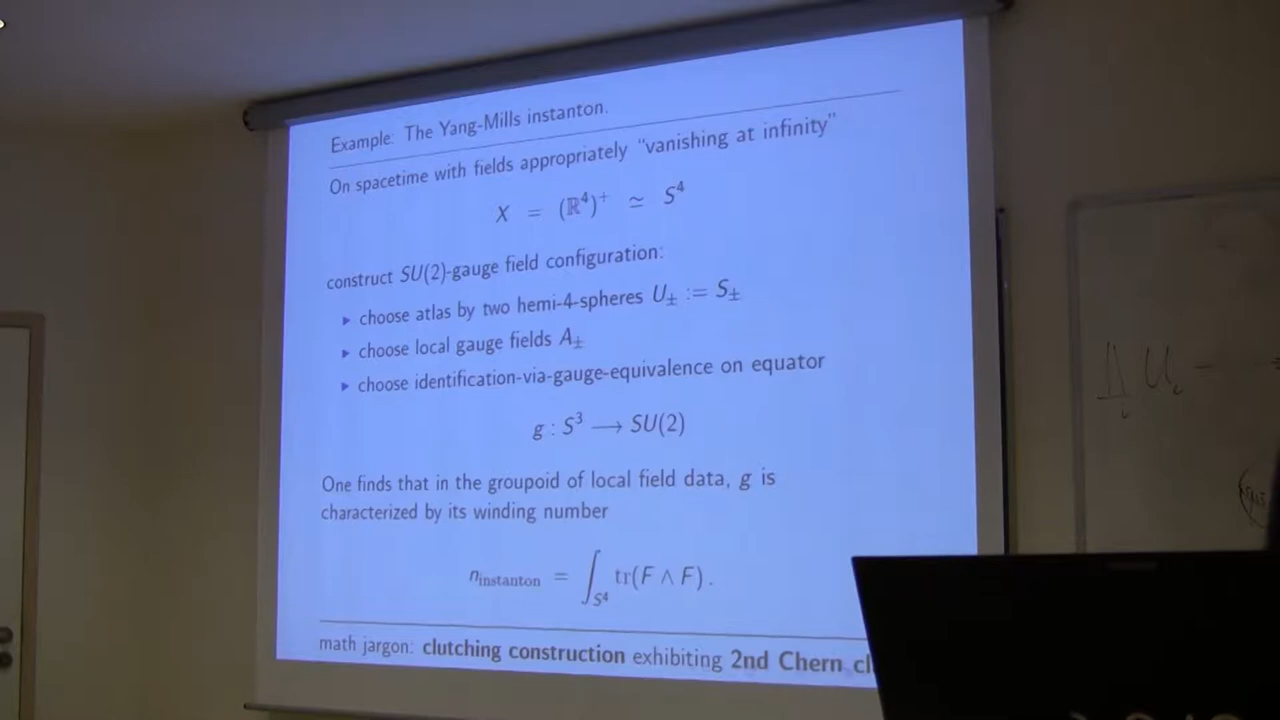 Example: The Yang-Mills instanton.
On spacetime with fields appropriately “vanishing at infinity”
X = (ℝ⁴)⁺ ≃ S⁴
construct SU(2)-gauge field configuration:
▸ choose atlas by two hemi-4-spheres U± := S±
▸ choose local gauge fields A±
▸ choose identification-via-gauge-equivalence on equator
g : S³ ⟶ SU(2)
One finds that in the groupoid of local field data, g is
characterized by its winding number
n_instanton = ∫_S⁴ tr(F ∧ F).
math jargon: clutching construction exhibiting 2nd Chern cl